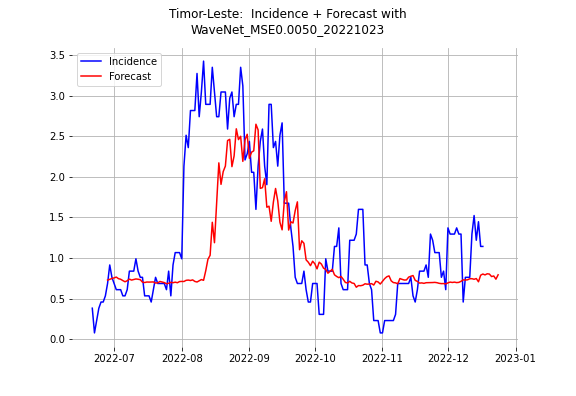 Timor-Leste:  Incidence + Forecast with
WaveNet_MSE0.0050_20221023
Incidence
Forecast
3.5
3.0
2.5
2.0
1.5
1.0
0.5
0.0
2022-07 2022-08 2022-09 2022-10 2022-11 2022-12 2023-01